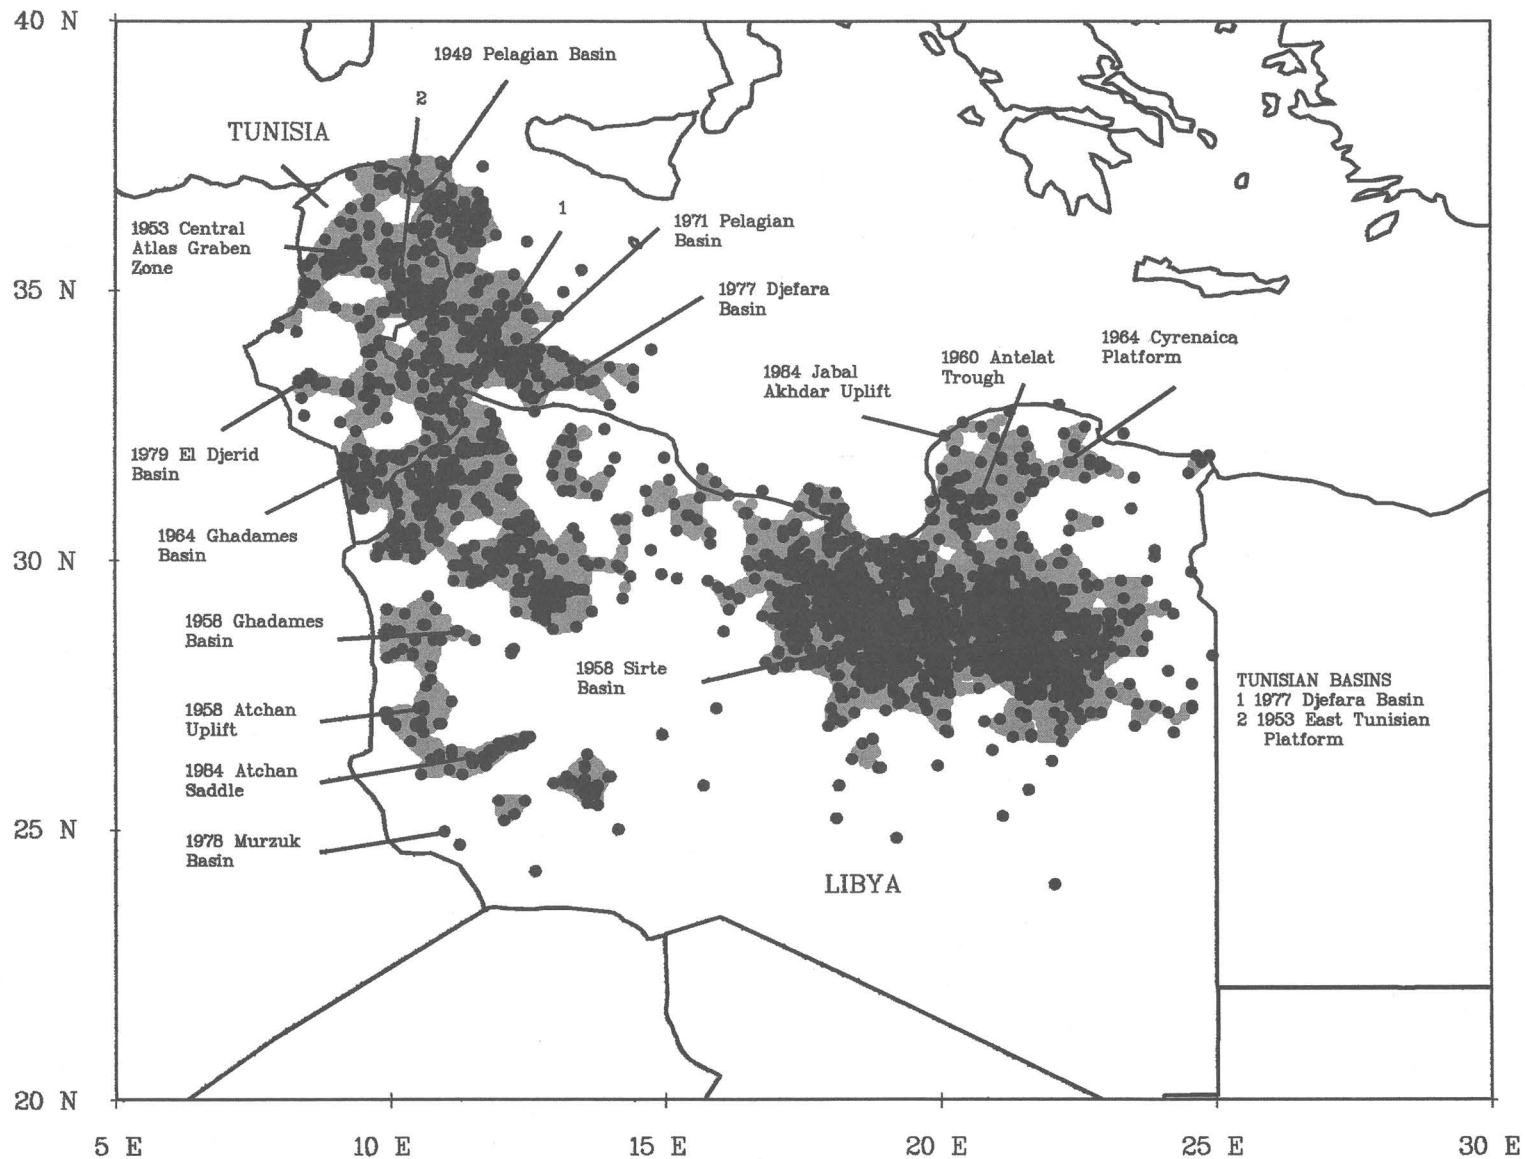 40 N
1949 Pelagian Basin
2
TUNISIA
1
1953 Central
Atlas Graben
Zone
1971 Pelagian
Basin
35 N
1977 Djefara
Basin
1964 Cyrenaica
Platform
1960 Antelat
Trough
1984 Jabal
Akhdar Uplift
1979 El Djerid
Basin
1964 Ghadames
Basin
30 N
1958 Ghadames
Basin
1958 Sirte
Basin
TUNISIAN BASINS
1 1977 Djefara Basin
2 1953 East Tunisian
Platform
1958 Atchan
Uplift
1984 Atchan
Saddle
25 N
1978 Murzuk
Basin
LIBYA
20 N
5 E
10 E
15 E
20 E
25 E
30 E